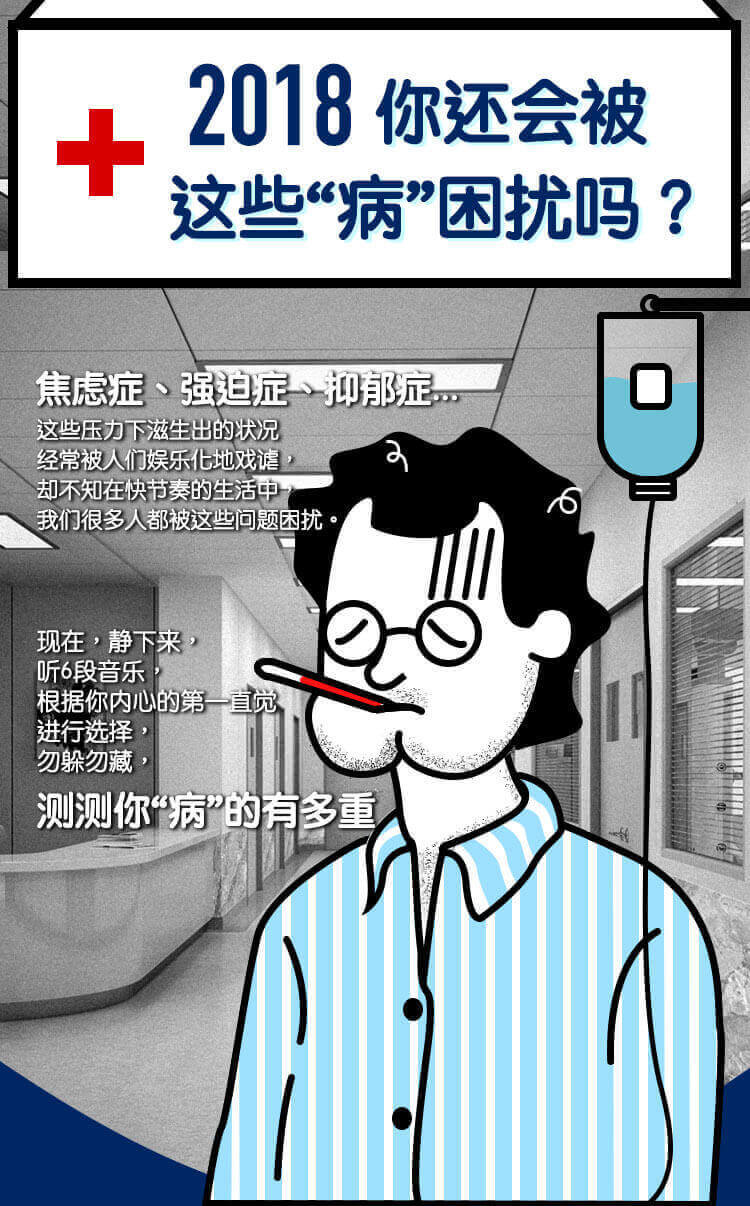 2018 你还会被
这些“病”困扰吗？
焦虑症、强迫症、抑郁症...
这些压力下滋生出的状况
经常被人们娱乐化地戏谑，
却不知在快节奏的生活中，
我们很多人都被这些问题困扰。
现在，静下来，
听6段音乐，
根据你内心的第一直觉
进行选择，
勿躲勿藏，
测测你“病”的有多重